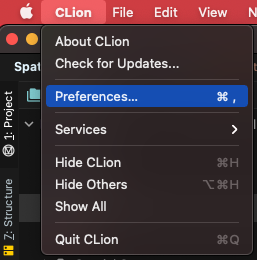 CLion File Edit View
About CLion
Check for Updates...
Spat
Preferences... ⌘ ,
Services
Hide CLion ⌘H
Hide Others ⌥⌘H
Show All
Quit CLion ⌘Q
1: Project
7: Structure